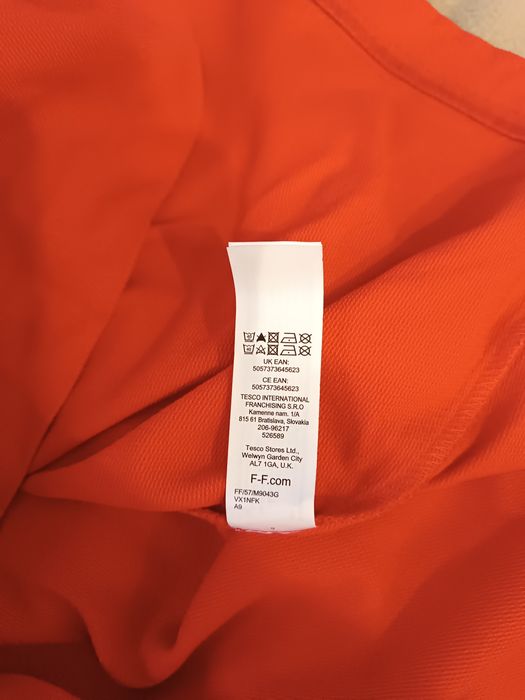 UK EAN:
5057373645623
CE EAN:
5057373645623
TESCO INTERNATIONAL
FRANCHISING S.R.O
Kamenne nam. 1/A
815 61 Bratislava, Slovakia
206-96217
526589
Tesco Stores Ltd.,
Welwyn Garden City
AL7 1GA, U.K.
F-F.com
FF/57/M9043G
VX1NFK
A9